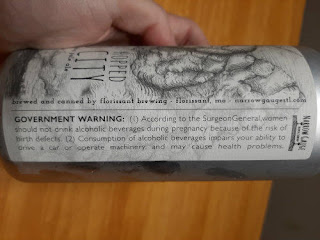 CITY
brewed and canned by florissant brewing - florissant, mo - narrowgaugestl.com
GOVERNMENT WARNING: (1) According to the Surgeon General, women
should not drink alcoholic beverages during pregnancy because of the risk of
birth defects. (2) Consumption of alcoholic beverages impairs your ability to
drive a car or operate machinery, and may cause health problems.
NARROW GAUGE